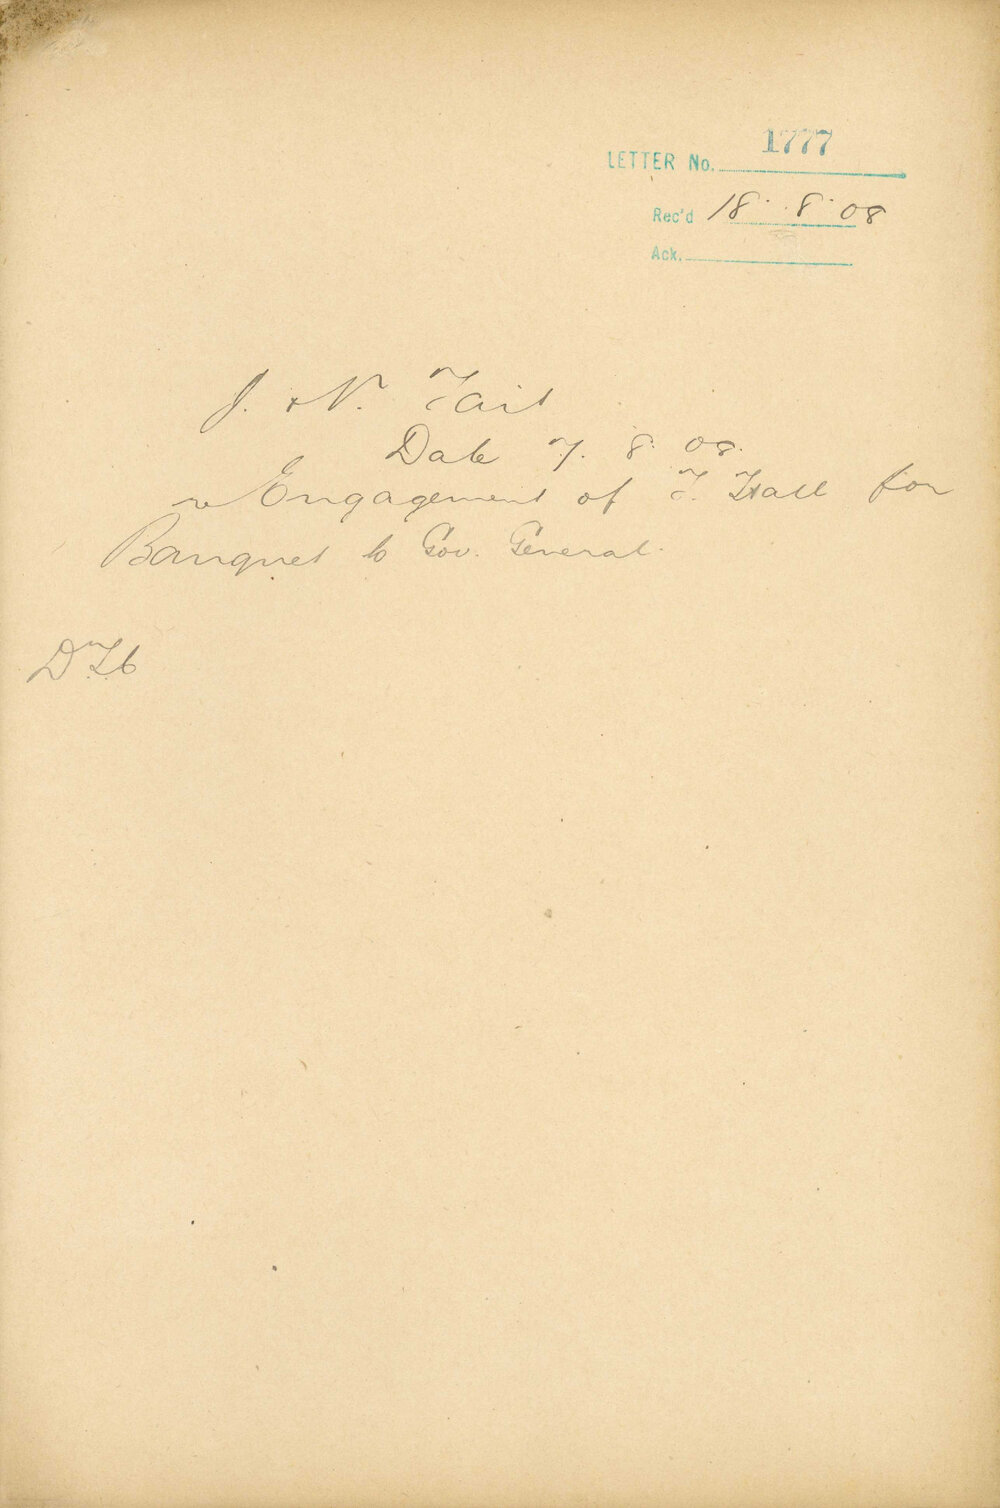 LETTER No. 1777
Rec'd 18. 8. 08
Ack.
J. & N. Tait
Date 7. 8. 08.
re Engagement of T. Hall for
Banquet to Gov. General.